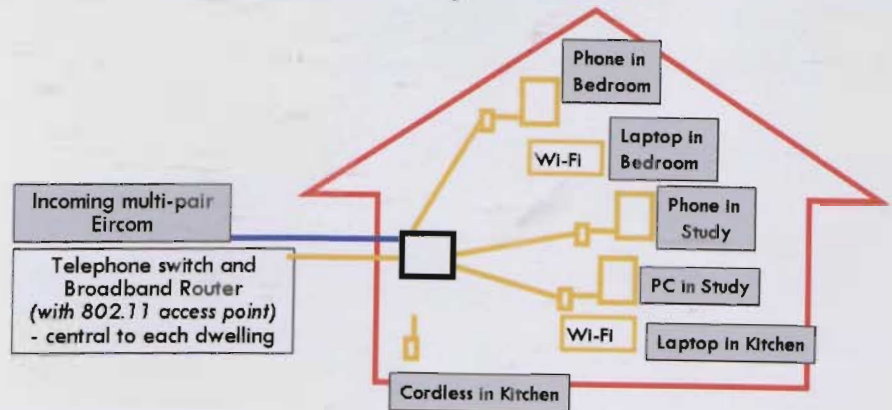 Phone in
Bedroom
Wi-Fi
Laptop in
Bedroom
Incoming multi-pair
Eircom
Phone in
Study
Telephone switch and
Broadband Router
(with 802.11 access point)
- central to each dwelling
PC in Study
Wi-Fi
Laptop in Kitchen
Cordless in Kitchen